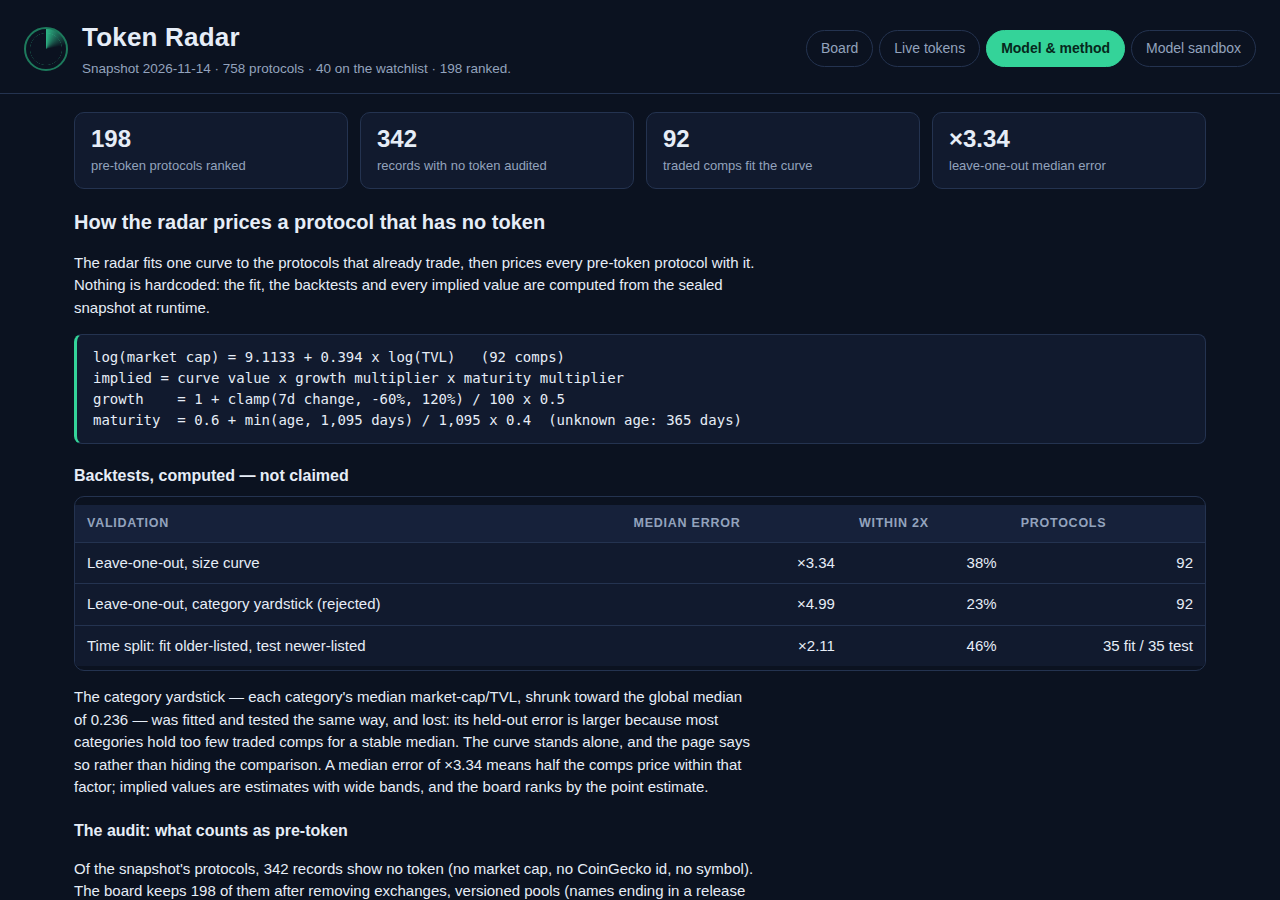 Token Radar
Snapshot 2026-11-14 · 758 protocols · 40 on the watchlist · 198 ranked.
Board
Live tokens
Model & method
Model sandbox
198
pre-token protocols ranked
342
records with no token audited
92
traded comps fit the curve
×3.34
leave-one-out median error
How the radar prices a protocol that has no token
The radar fits one curve to the protocols that already trade, then prices every pre-token protocol with it.
Nothing is hardcoded: the fit, the backtests and every implied value are computed from the sealed
snapshot at runtime.
log(market cap) = 9.1133 + 0.394 x log(TVL)   (92 comps)
implied = curve value x growth multiplier x maturity multiplier
growth    = 1 + clamp(7d change, -60%, 120%) / 100 x 0.5
maturity  = 0.6 + min(age, 1,095 days) / 1,095 x 0.4  (unknown age: 365 days)
Backtests, computed — not claimed
VALIDATION MEDIAN ERROR WITHIN 2X PROTOCOLS
Leave-one-out, size curve ×3.34 38% 92
Leave-one-out, category yardstick (rejected) ×4.99 23% 92
Time split: fit older-listed, test newer-listed ×2.11 46% 35 fit / 35 test
The category yardstick — each category's median market-cap/TVL, shrunk toward the global median
of 0.236 — was fitted and tested the same way, and lost: its held-out error is larger because most
categories hold too few traded comps for a stable median. The curve stands alone, and the page says
so rather than hiding the comparison. A median error of ×3.34 means half the comps price within that
factor; implied values are estimates with wide bands, and the board ranks by the point estimate.
The audit: what counts as pre-token
Of the snapshot's protocols, 342 records show no token (no market cap, no CoinGecko id, no symbol).
The board keeps 198 of them after removing exchanges, versioned pools (names ending in a release